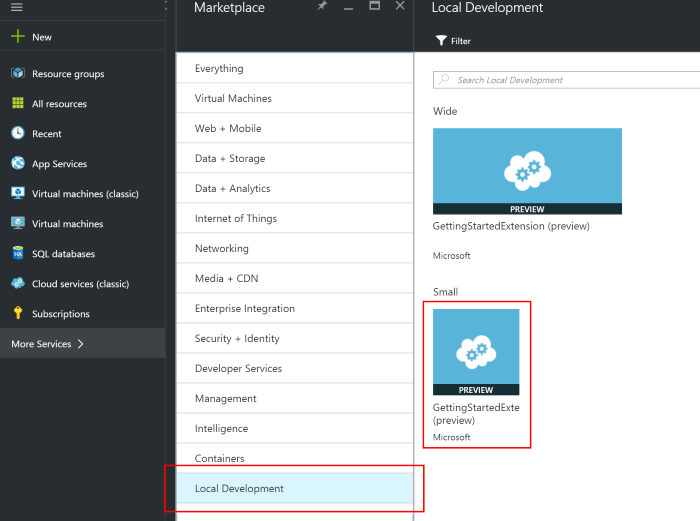 New
Resource groups
All resources
Recent
App Services
Virtual machines (classic)
Virtual machines
SQL databases
Cloud services (classic)
Subscriptions
More Services
Marketplace
Everything
Virtual Machines
Web + Mobile
Data + Storage
Data + Analytics
Internet of Things
Networking
Media + CDN
Enterprise Integration
Security + Identity
Developer Services
Management
Intelligence
Containers
Local Development
Local Development
Filter
Search Local Development
Wide
PREVIEW
GettingStartedExtension (preview)
Microsoft
Small
PREVIEW
GettingStartedExte
(preview)
Microsoft